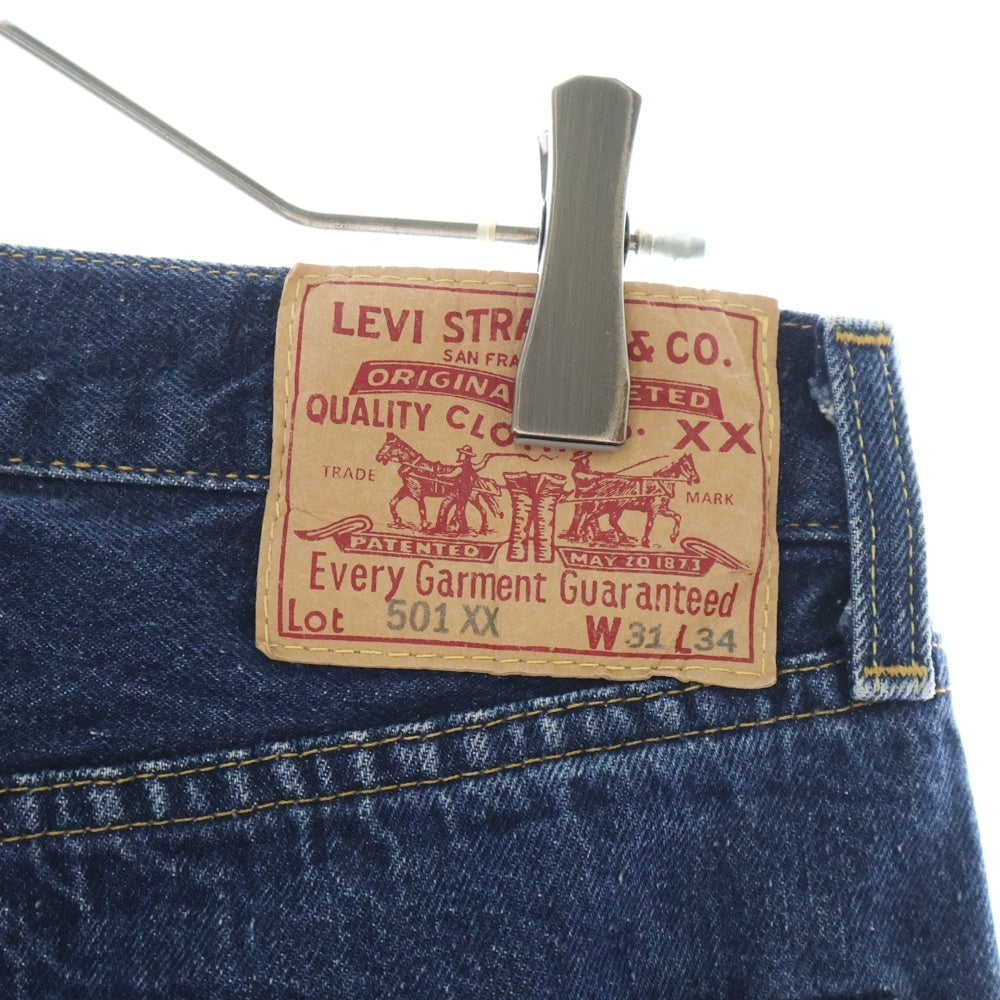 LEVI STRA & CO.
SAN FRA
ORIGINA ETED
QUALITY CLO XX
TRADE MARK
PATENTED MAY 20 1873
Every Garment Guaranteed
Lot 501 XX W 31 L 34